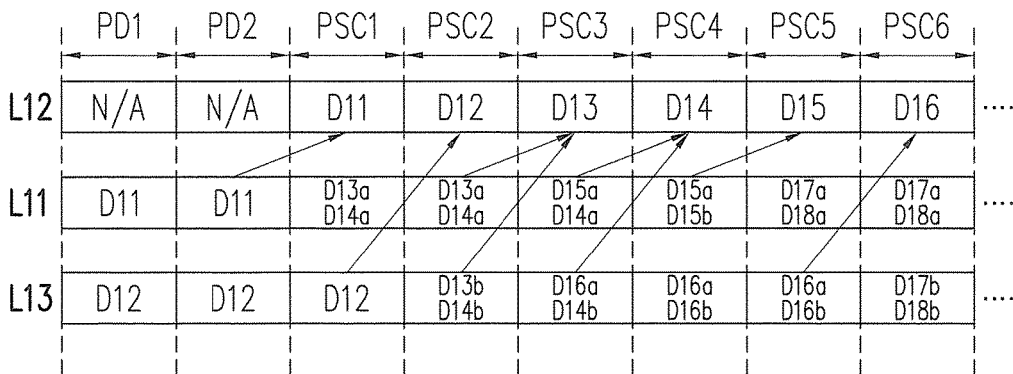 PD1 PD2 PSC1 PSC2 PSC3 PSC4 PSC5 PSC6
L12 N/A N/A D11 D12 D13 D14 D15 D16 ....
D13a D13a D15a D15a D17a D17a
L11 D11 D11 ....
D14a D14a D14a D15b D18a D18a
D13b D16a D16a D16a D17b
L13 D12 D12 D12 ....
D14b D14b D16b D16b D18b